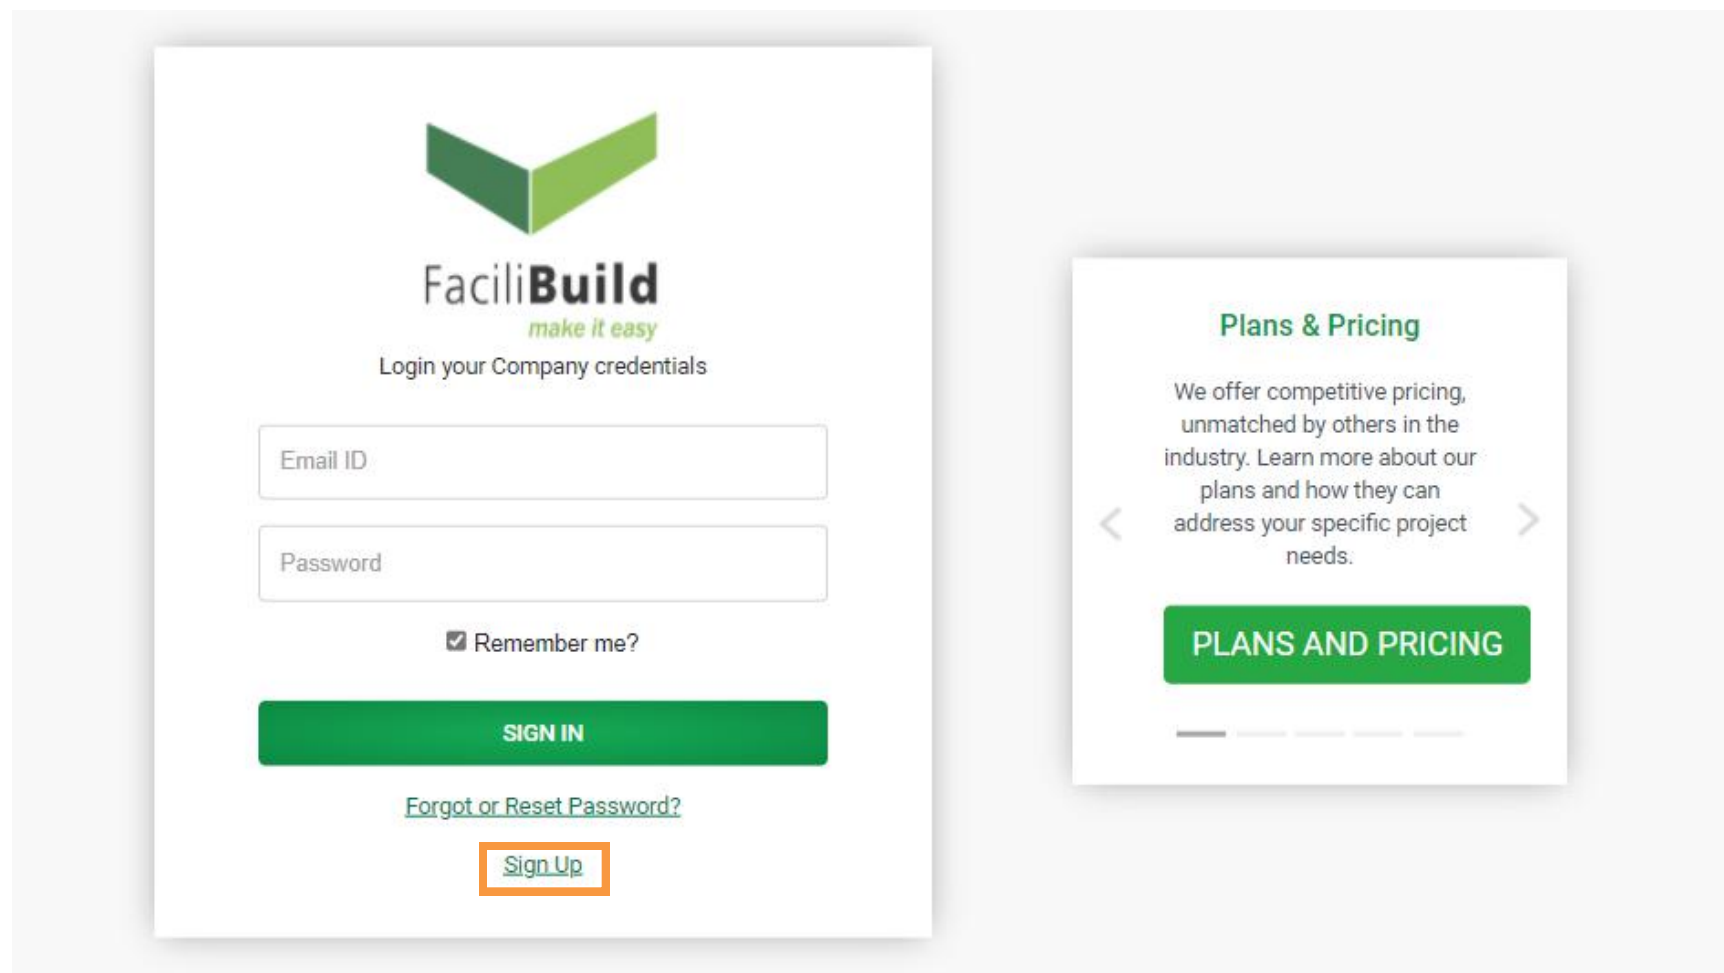 FaciliBuild
make it easy
Login your Company credentials
Email ID
Password
Remember me?
SIGN IN
Forgot or Reset Password?
Sign Up
Plans & Pricing
We offer competitive pricing,
unmatched by others in the
industry. Learn more about our
plans and how they can
address your specific project
needs.
PLANS AND PRICING